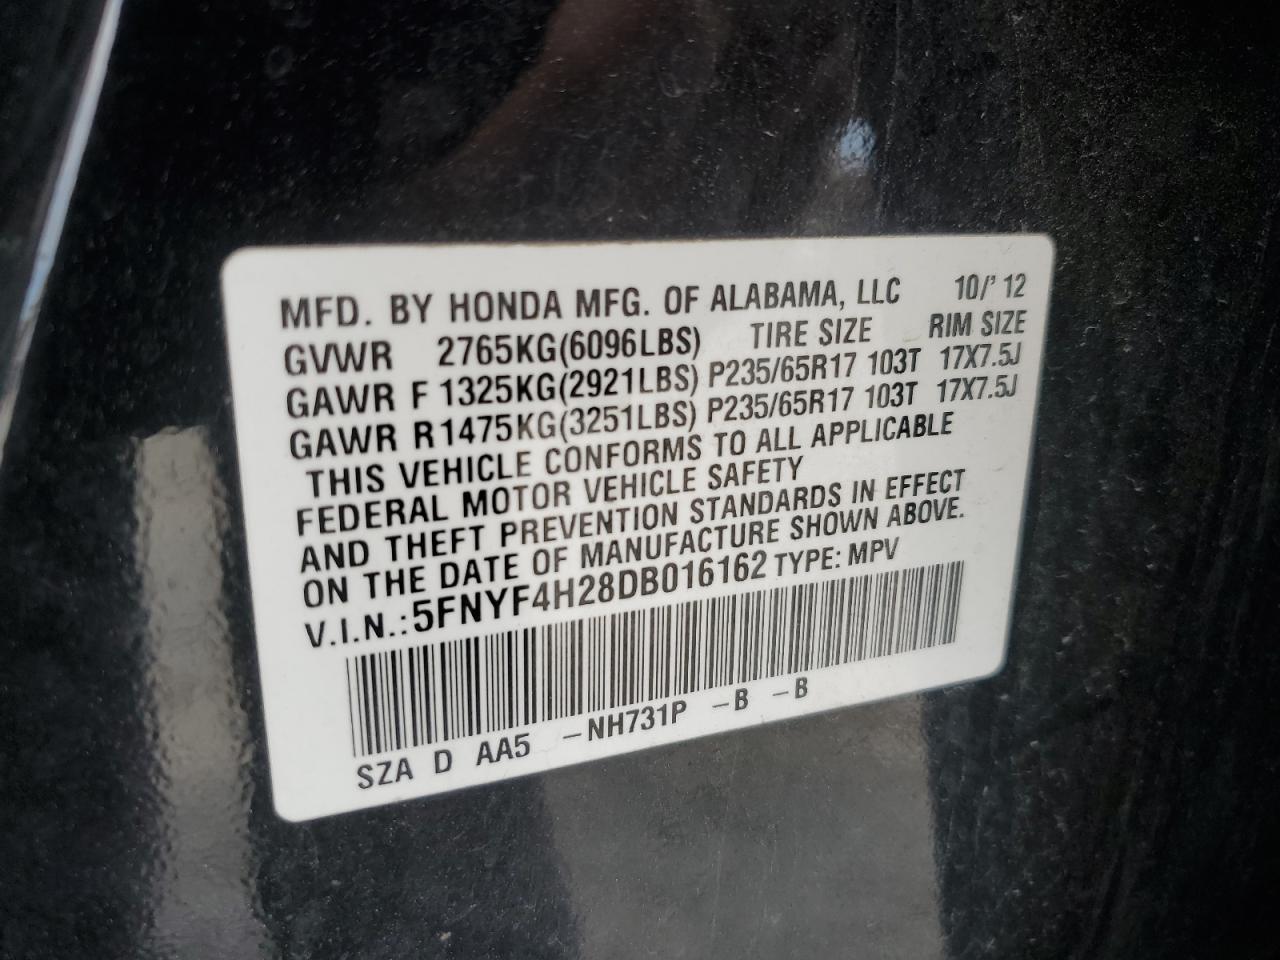 MFD. BY HONDA MFG. OF ALABAMA, LLC 10/'12
GVWR 2765KG(6096LBS) TIRE SIZE RIM SIZE
GAWR F 1325KG(2921LBS) P235/65R17 103T 17X7.5J
GAWR R1475KG(3251LBS) P235/65R17 103T 17X7.5J
THIS VEHICLE CONFORMS TO ALL APPLICABLE
FEDERAL MOTOR VEHICLE SAFETY
AND THEFT PREVENTION STANDARDS IN EFFECT
ON THE DATE OF MANUFACTURE SHOWN ABOVE.
V.I.N.:5FNYF4H28DB016162 TYPE: MPV
SZA D AA5 -NH731P -B -B